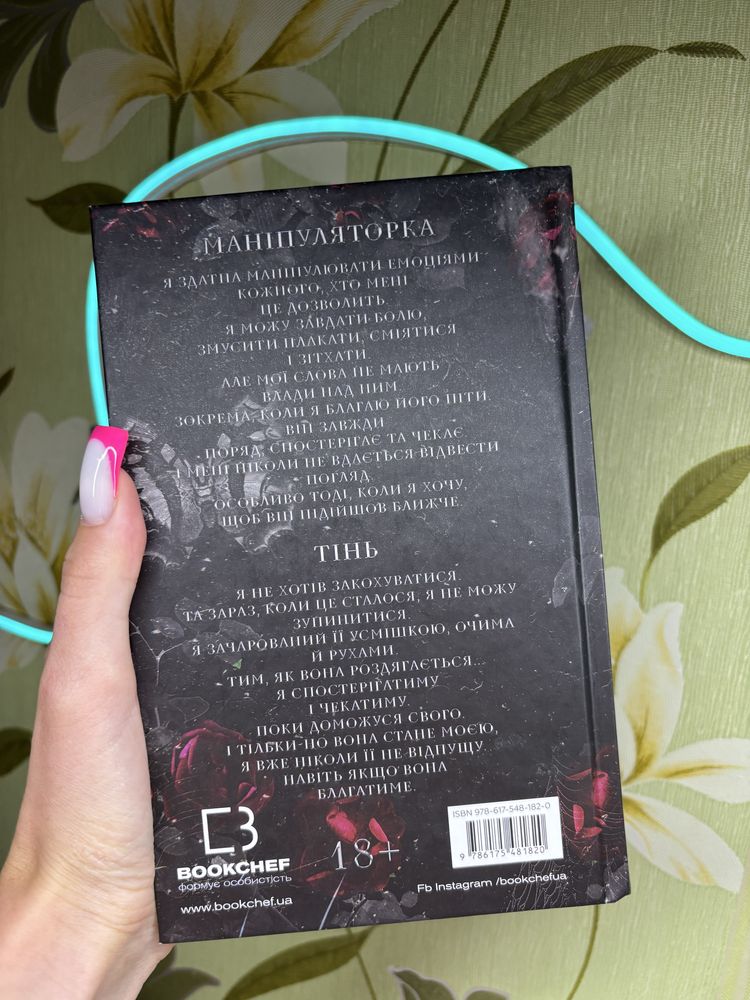 МАНІПУЛЯТОРКА
Я ЗДАТНА МАНІПУЛЮВАТИ ЕМОЦІЯМИ
КОЖНОГО, ХТО МЕНІ
ЦЕ ДОЗВОЛИТЬ.
Я МОЖУ ЗАВДАТИ БОЛЮ,
ЗМУСИТИ ПЛАКАТИ, СМІЯТИСЯ
І ЗІТХАТИ.
АЛЕ МОЇ СЛОВА НЕ МАЮТЬ
ВЛАДИ НАД НИМ.
ЗОКРЕМА, КОЛИ Я БЛАГАЮ ЙОГО ІТИ.
ВІН ЗАВЖДИ
ПОРЯД, СПОСТЕРІГАЄ ТА ЧЕКАЄ
І МЕНІ НІКОЛИ НЕ ВДАЄТЬСЯ ВІДВЕСТИ
ПОГЛЯД.
ОСОБЛИВО ТОДІ, КОЛИ Я ХОЧУ,
ЩОБ ВІН ПІДІЙШОВ БЛИЖЧЕ.
ТІНЬ
Я НЕ ХОТІВ ЗАКОХУВАТИСЯ.
ТА ЗАРАЗ, КОЛИ ЦЕ СТАЛОСЯ, Я НЕ МОЖУ
ЗУПИНИТИСЯ.
Я ЗАЧАРОВАНИЙ ЇЇ УСМІШКОЮ, ОЧИМА
Й РУХАМИ.
ТИМ, ЯК ВОНА РОЗДЯГАЄТЬСЯ...
Я СПОСТЕРІГАТИМУ
І ЧЕКАТИМУ.
ПОКИ ДОМОЖУСЯ СВОГО.
І ТІЛЬКИ-НО ВОНА СТАНЕ МОЄЮ,
Я ВЖЕ НІКОЛИ ЇЇ НЕ ВІДПУЩУ.
НАВІТЬ ЯКЩО ВОНА
БЛАГАТИМЕ.
ISBN 978-617-548-182-0
9 786175 481820
BOOKCHEF
формує особистість
www.bookchef.ua
18+
Fb Instagram /bookchefua